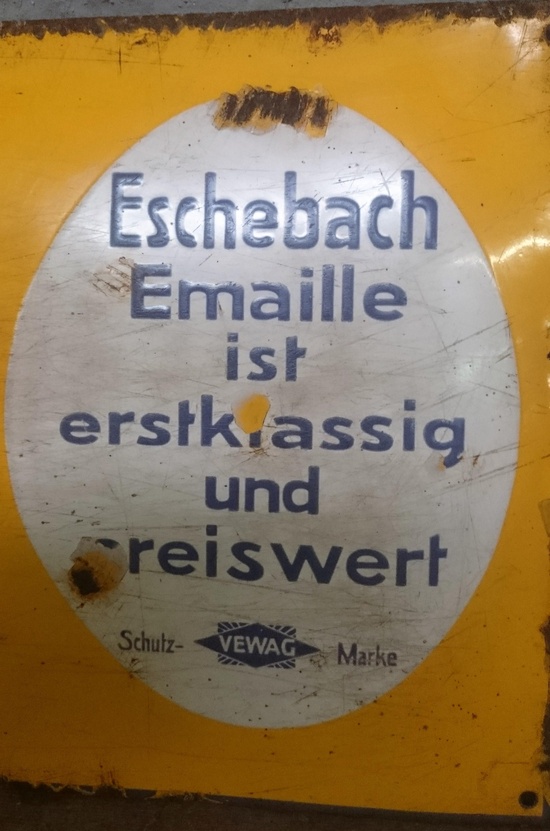 Eschebach
Emaille
ist
erstklassig
und
preiswert
Schutz- VEWAG Marke